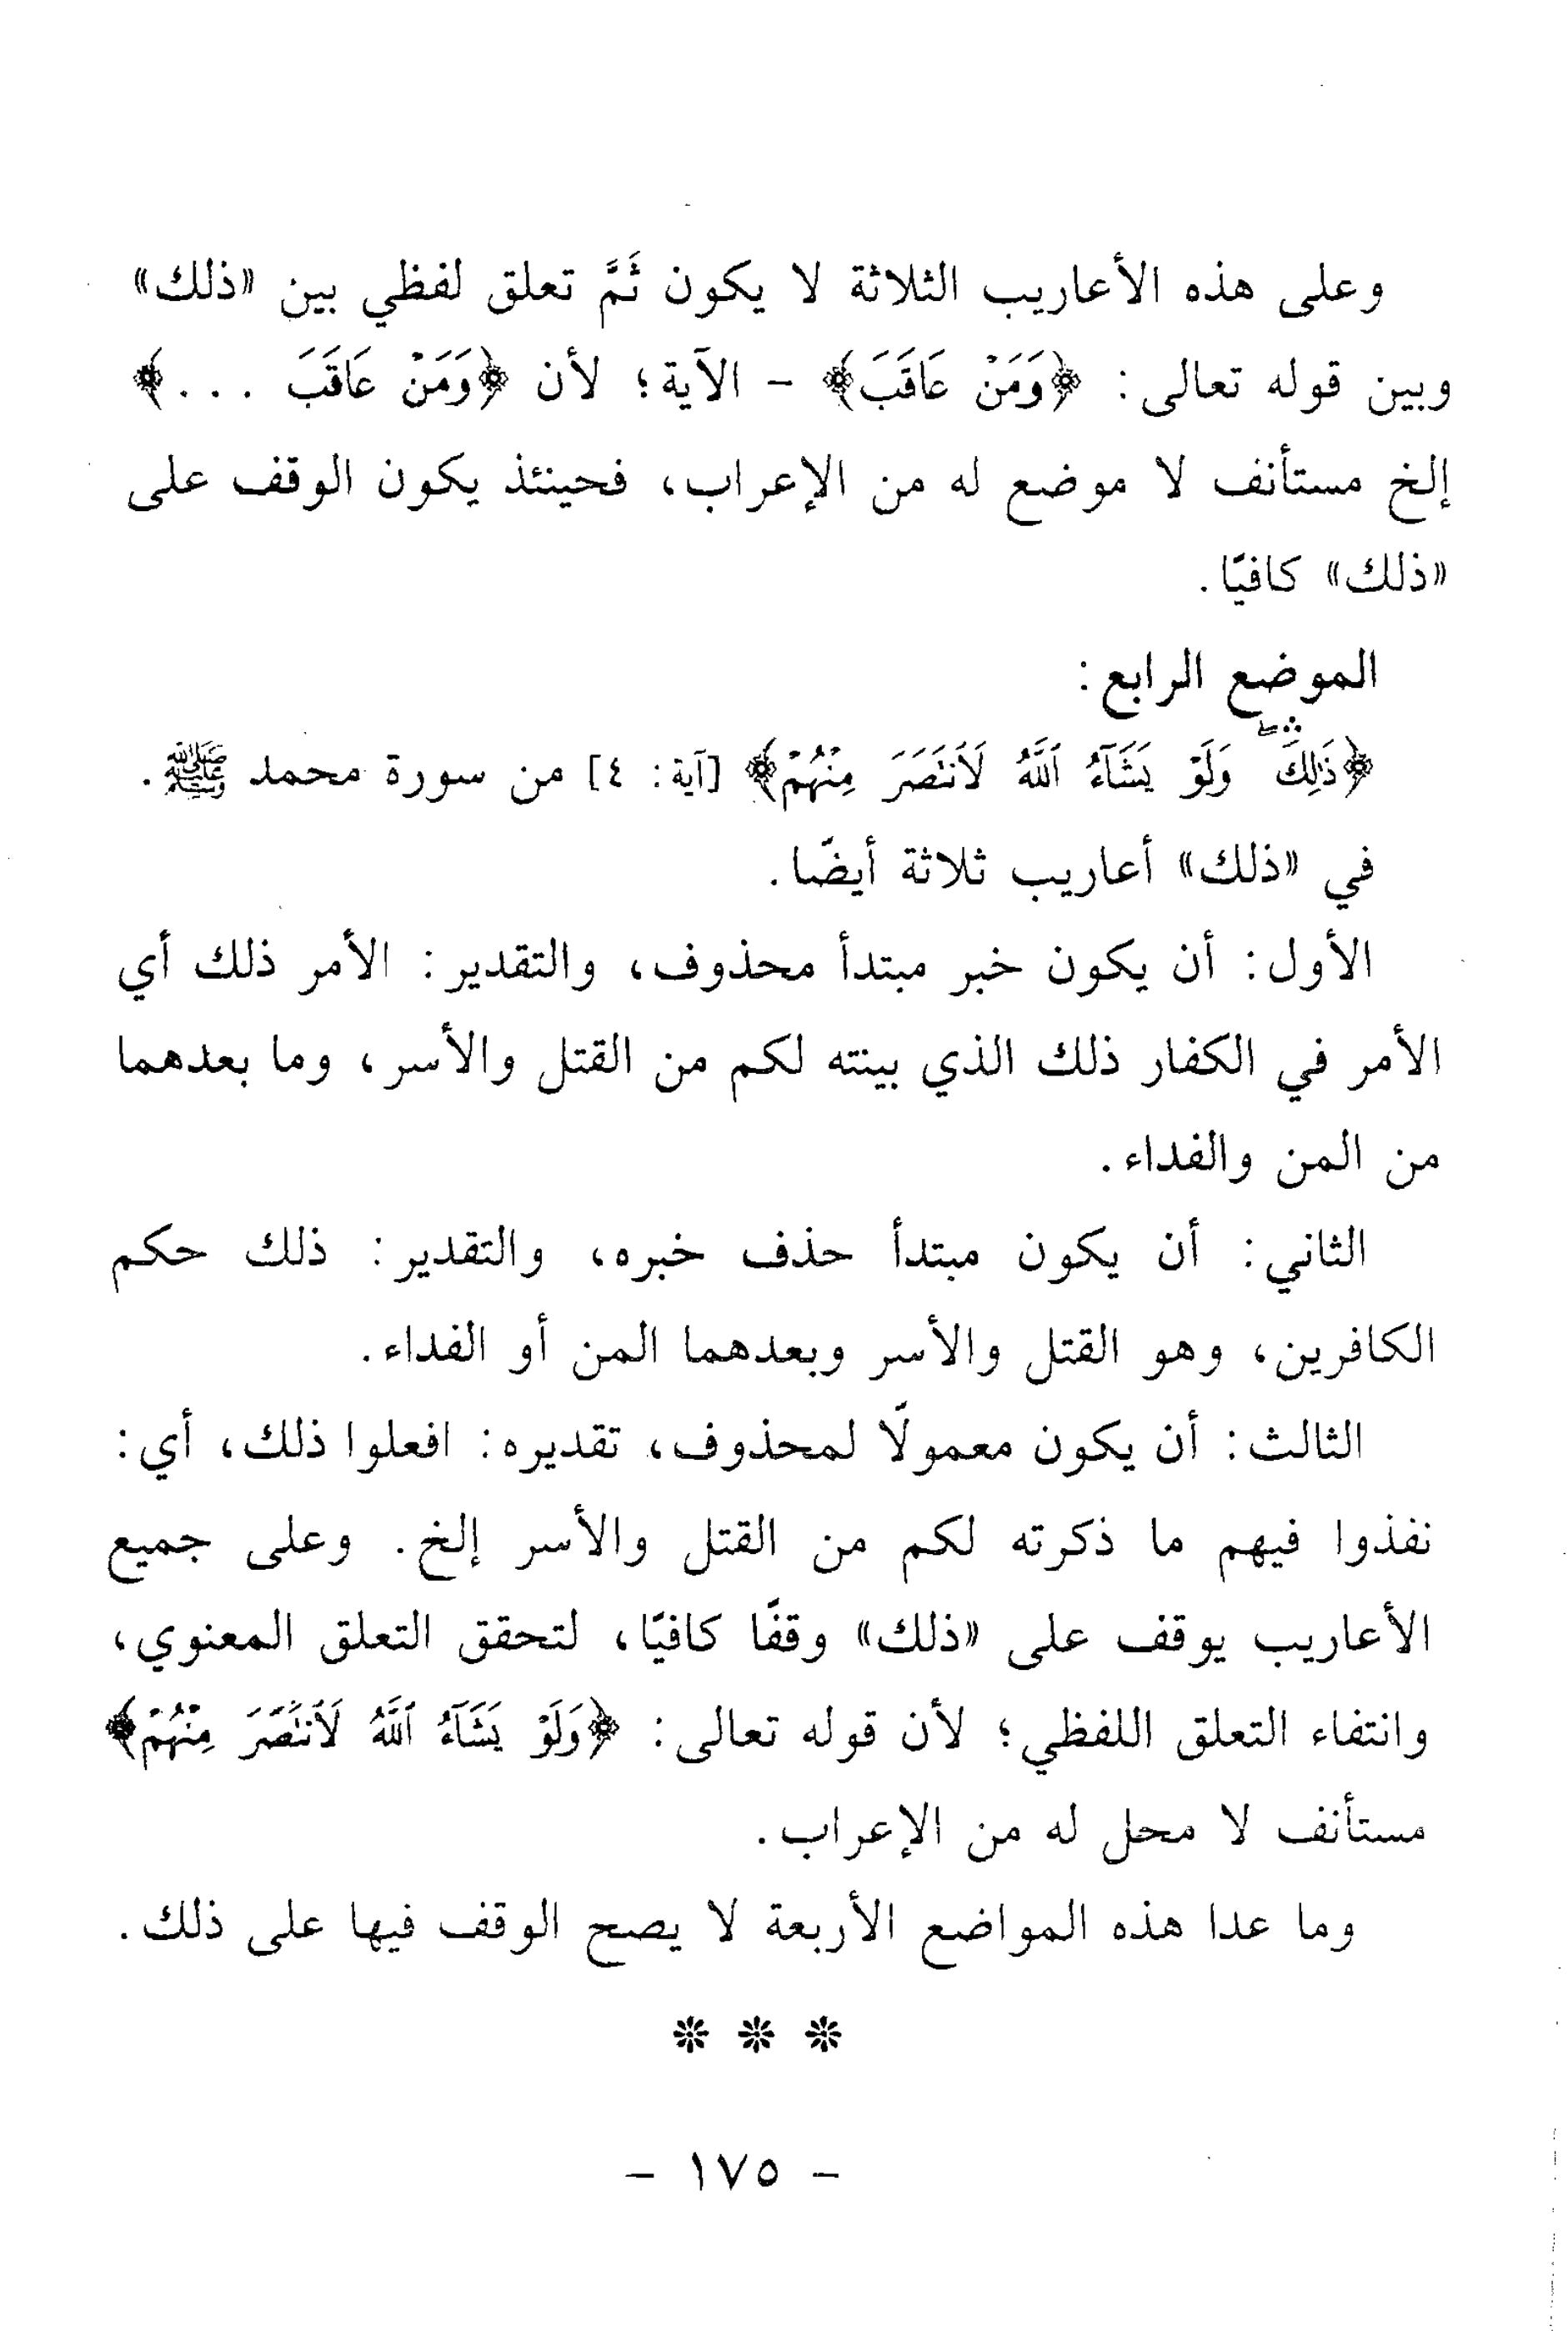 وعلى هذه الأعاريب الثلاثة لا يكون ثَمَّ تعلق لفظي بين «ذلك»
وبين قوله تعالى: ﴿وَمَنْ عَاقَبَ﴾ - الآية؛ لأن ﴿وَمَنْ عَاقَبَ ...﴾
إلخ مستأنف لا موضع له من الإعراب، فحينئذ يكون الوقف على
«ذلك» كافيًا.
الموضع الرابع:
﴿ذَٰلِكَۛ وَلَوْ يَشَآءُ ٱللَّهُ لَٱنتَصَرَ مِنْهُمْ﴾ [آية: ٤] من سورة محمد ﷺ.
في «ذلك» أعاريب ثلاثة أيضًا.
الأول: أن يكون خبر مبتدأ محذوف، والتقدير: الأمر ذلك أي
الأمر في الكفار ذلك الذي بينته لكم من القتل والأسر، وما بعدهما
من المن والفداء.
الثاني: أن يكون مبتدأ حذف خبره، والتقدير: ذلك حكم
الكافرين، وهو القتل والأسر وبعدهما المن أو الفداء.
الثالث: أن يكون معمولًا لمحذوف، تقديره: افعلوا ذلك، أي:
نفذوا فيهم ما ذكرته لكم من القتل والأسر إلخ. وعلى جميع
الأعاريب يوقف على «ذلك» وقفًا كافيًا، لتحقق التعلق المعنوي،
وانتفاء التعلق اللفظي؛ لأن قوله تعالى: ﴿وَلَوْ يَشَآءُ ٱللَّهُ لَٱنتَصَرَ مِنْهُمْ﴾
مستأنف لا محل له من الإعراب.
وما عدا هذه المواضع الأربعة لا يصح الوقف فيها على ذلك.
❊ ❊ ❊
- ١٧٥ -